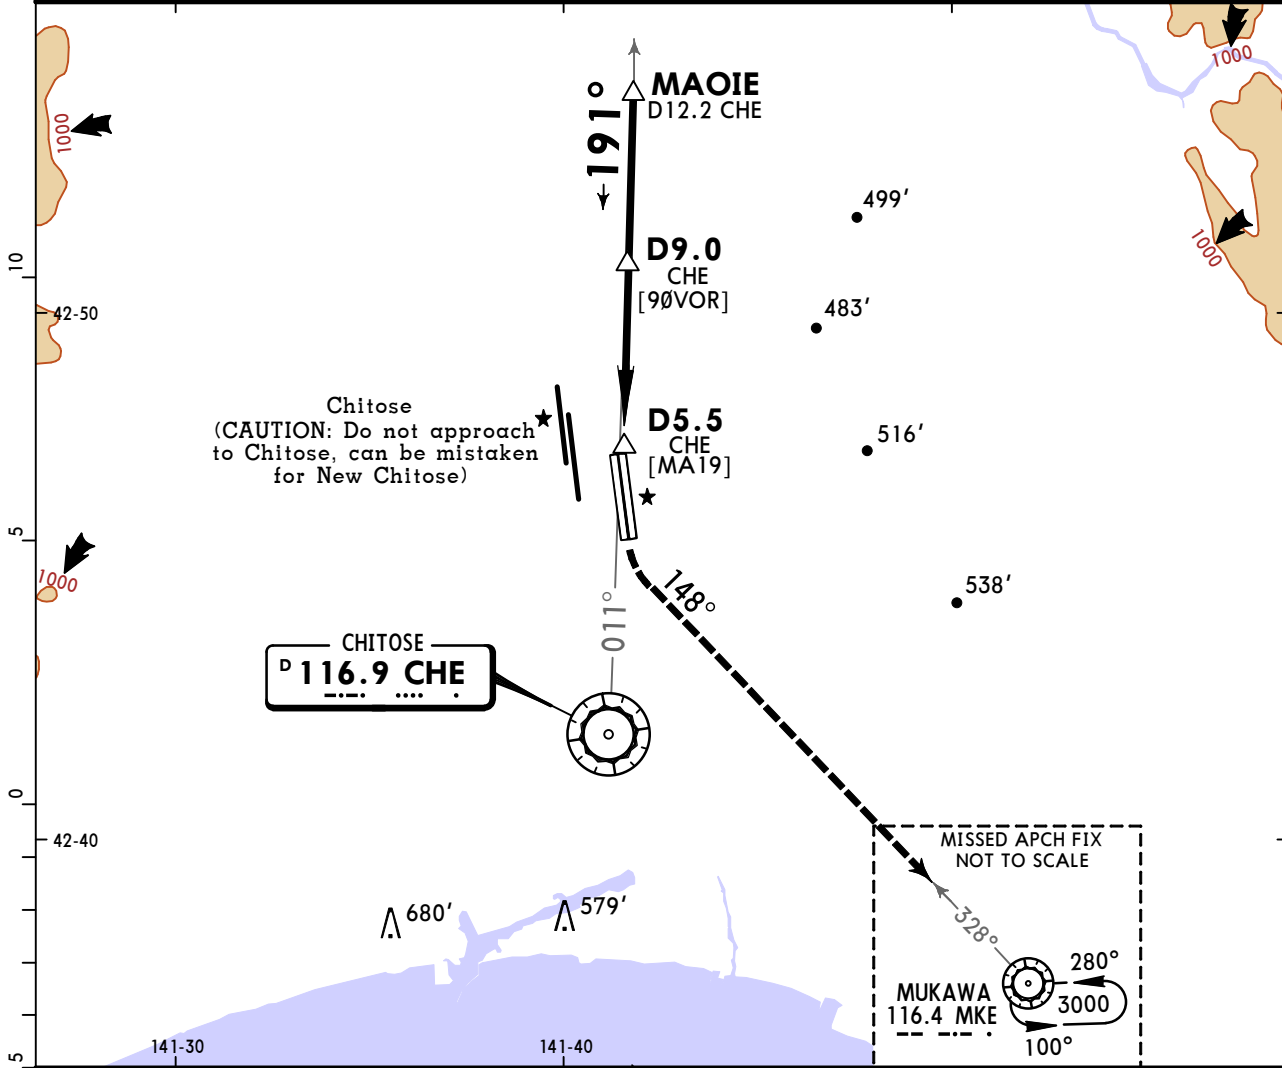 1000
MAOIE
D12.2 CHE
191°
1000
499'
D9.0
CHE
[9ØVOR]
1000
10
42-50
483'
Chitose
(CAUTION: Do not approach
to Chitose, can be mistaken
for New Chitose)
D5.5
CHE
[MA19]
516'
5
1000
148°
538'
011°
CHITOSE
D 116.9 CHE
0
42-40
MISSED APCH FIX
NOT TO SCALE
680'
579'
328°
280°
MUKAWA
116.4 MKE
3000
100°
5
141-30
141-40